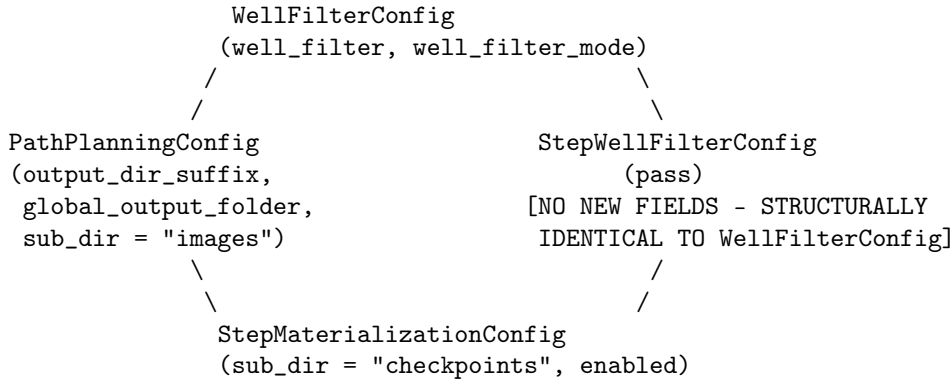 WellFilterConfig
(well_filter, well_filter_mode)
/ \
/ \
PathPlanningConfig StepWellFilterConfig
(output_dir_suffix, (pass)
global_output_folder, [NO NEW FIELDS - STRUCTURALLY
sub_dir = "images") IDENTICAL TO WellFilterConfig]
\ /
\ /
StepMaterializationConfig
(sub_dir = "checkpoints", enabled)